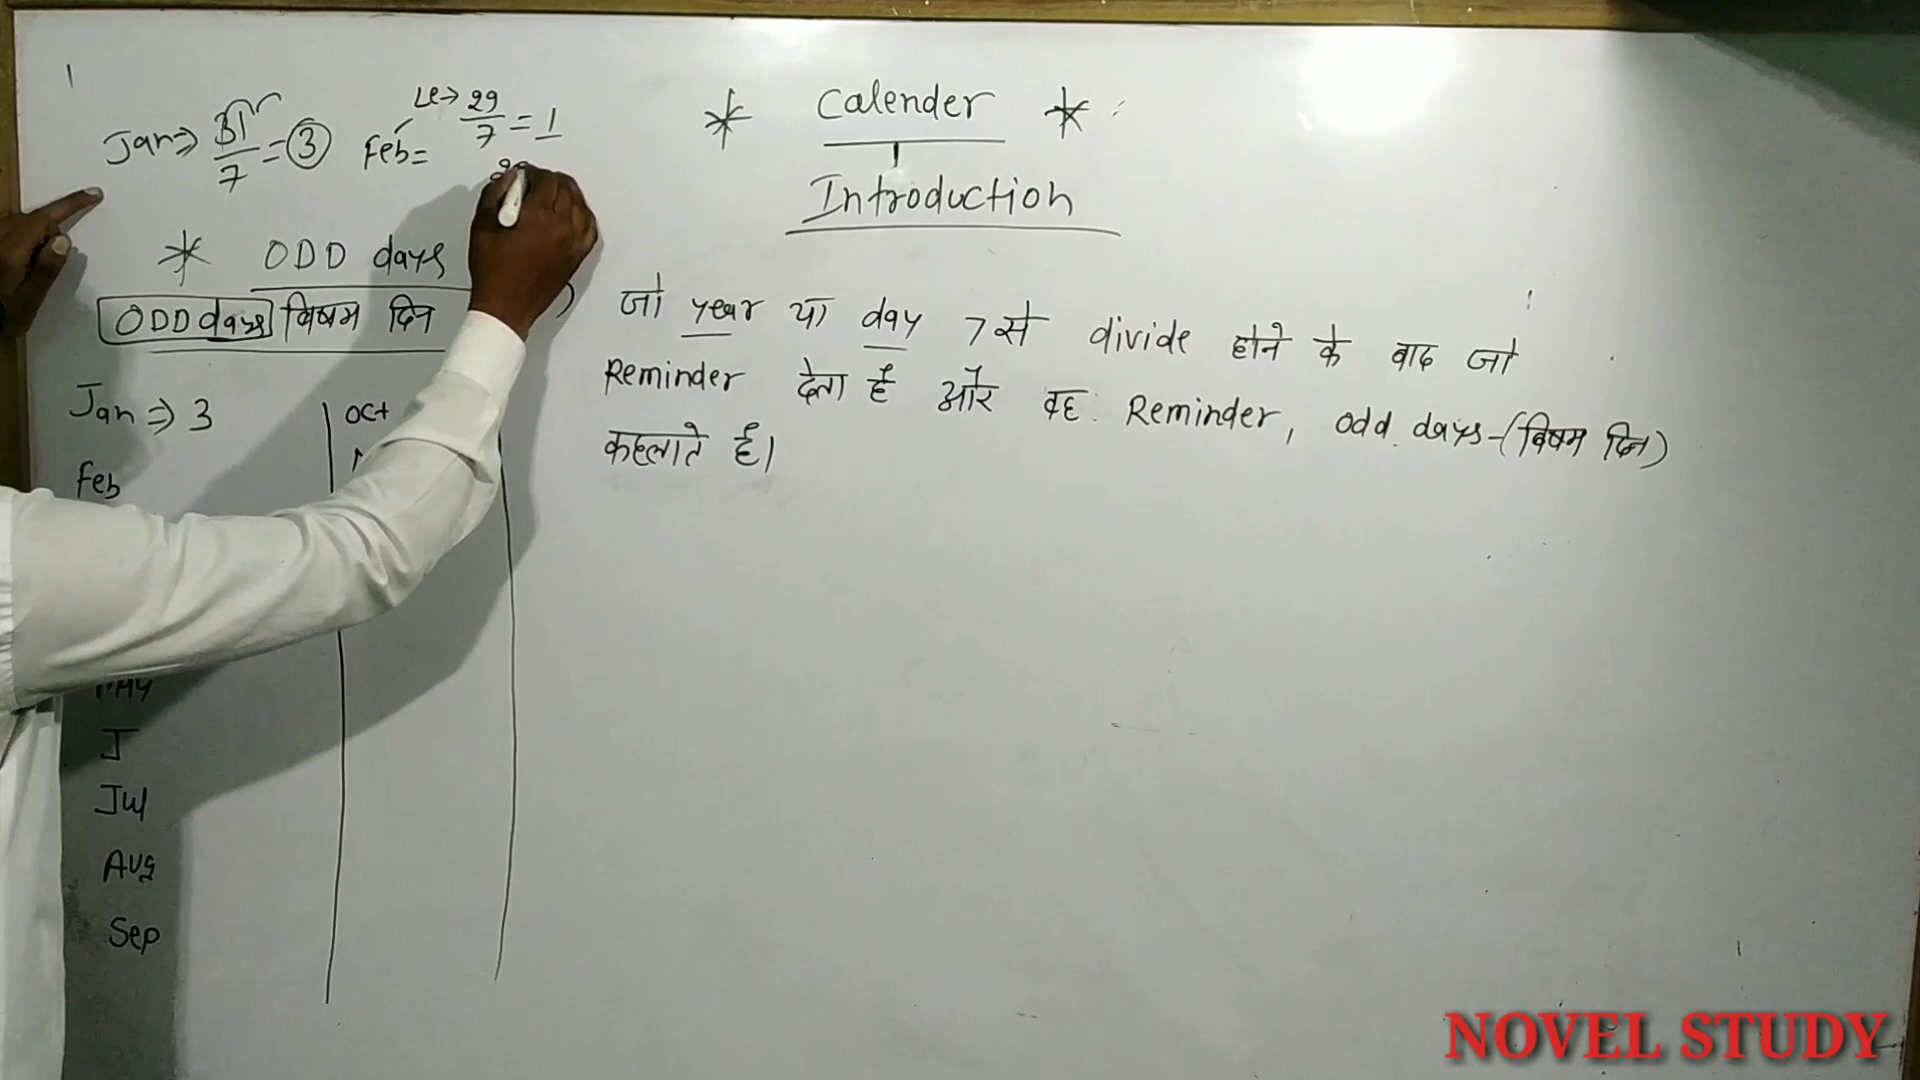 * Calender *
Introduction
Jan⇒ 31/7 = 3
Feb= Le→ 29/7 = 1
* ODD days
ODD days विषम दिन
जो year या day 7 से divide होने के बाद जो
Reminder देता है और वह Reminder, odd days-(विषम दिन)
कहलाते हैं।
Jan ⇒ 3
Feb
MAY
J
Jul
Aug
Sep
oct
NOVEL STUDY